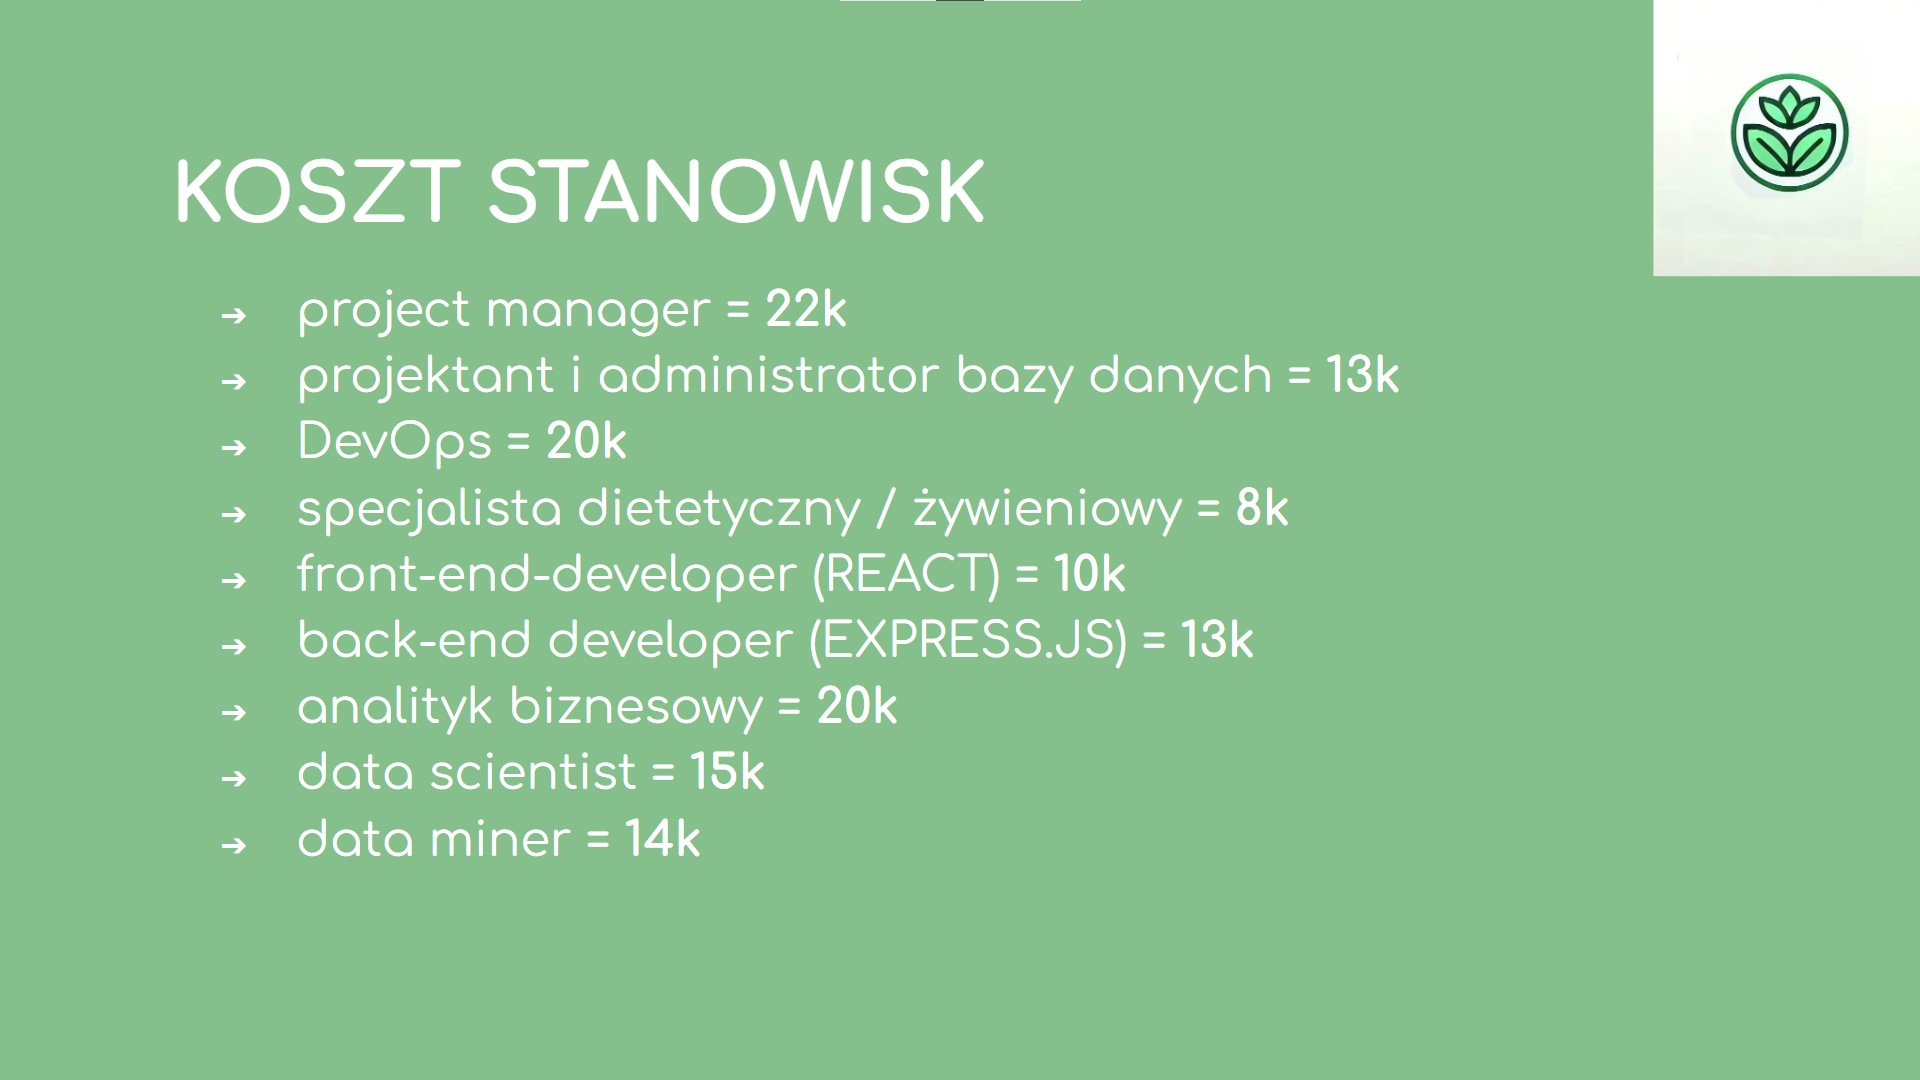 KOSZT STANOWISK
➔ project manager = 22k
➔ projektant i administrator bazy danych = 13k
➔ DevOps = 20k
➔ specjalista dietetyczny / żywieniowy = 8k
➔ front-end-developer (REACT) = 10k
➔ back-end developer (EXPRESS.JS) = 13k
➔ analityk biznesowy = 20k
➔ data scientist = 15k
➔ data miner = 14k